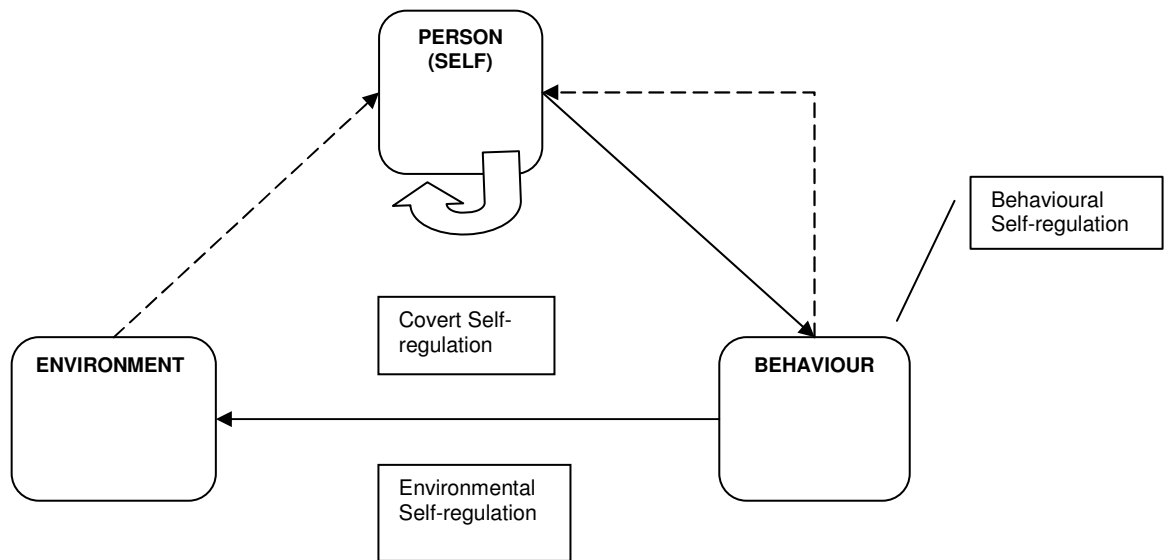 PERSON
(SELF)
Behavioural
Self-regulation
Covert Self-
regulation
ENVIRONMENT
BEHAVIOUR
Environmental
Self-regulation